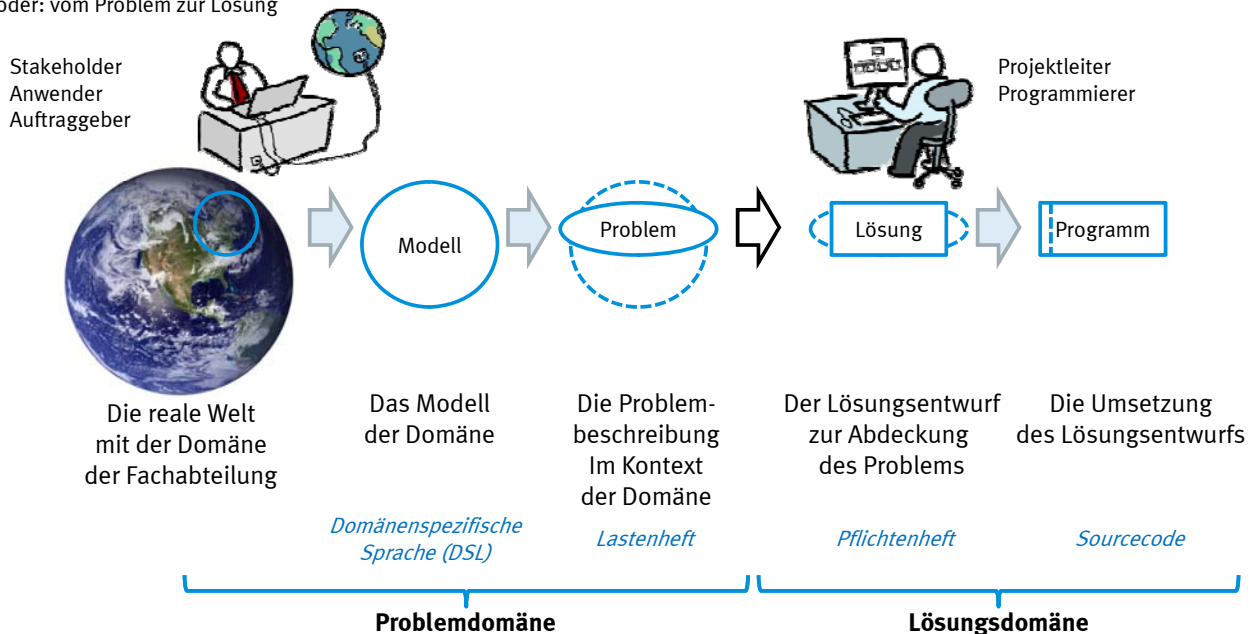 oder: vom Problem zur Lösung
Stakeholder
Anwender
Auftraggeber
Projektleiter
Programmierer
Modell
Problem
Lösung
Programm
Die reale Welt
mit der Domäne
der Fachabteilung
Das Modell
der Domäne
Die Problem-
beschreibung
Im Kontext
der Domäne
Der Lösungsentwurf
zur Abdeckung
des Problems
Die Umsetzung
des Lösungsentwurfs
Domänenspezifische
Sprache (DSL)
Lastenheft
Pflichtenheft
Sourcecode
Problemdomäne
Lösungsdomäne